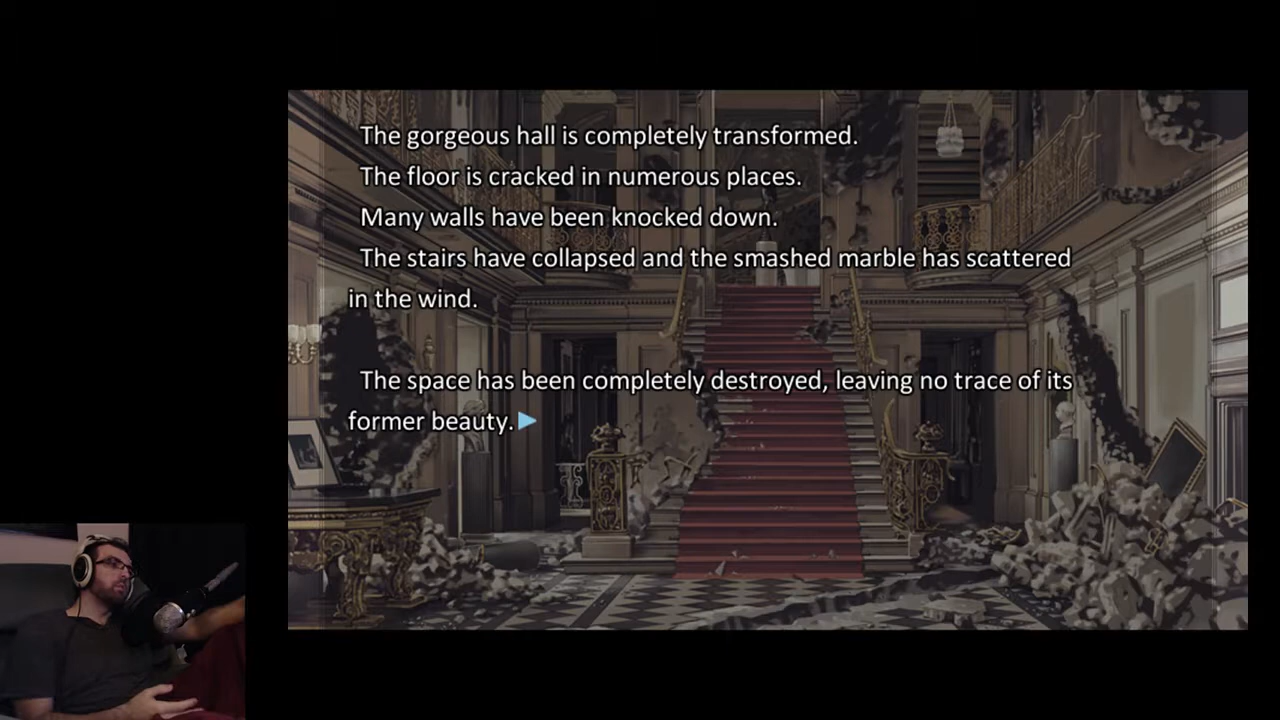 The gorgeous hall is completely transformed.
The floor is cracked in numerous places.
Many walls have been knocked down.
The stairs have collapsed and the smashed marble has scattered
in the wind.
The space has been completely destroyed, leaving no trace of its
former beauty.